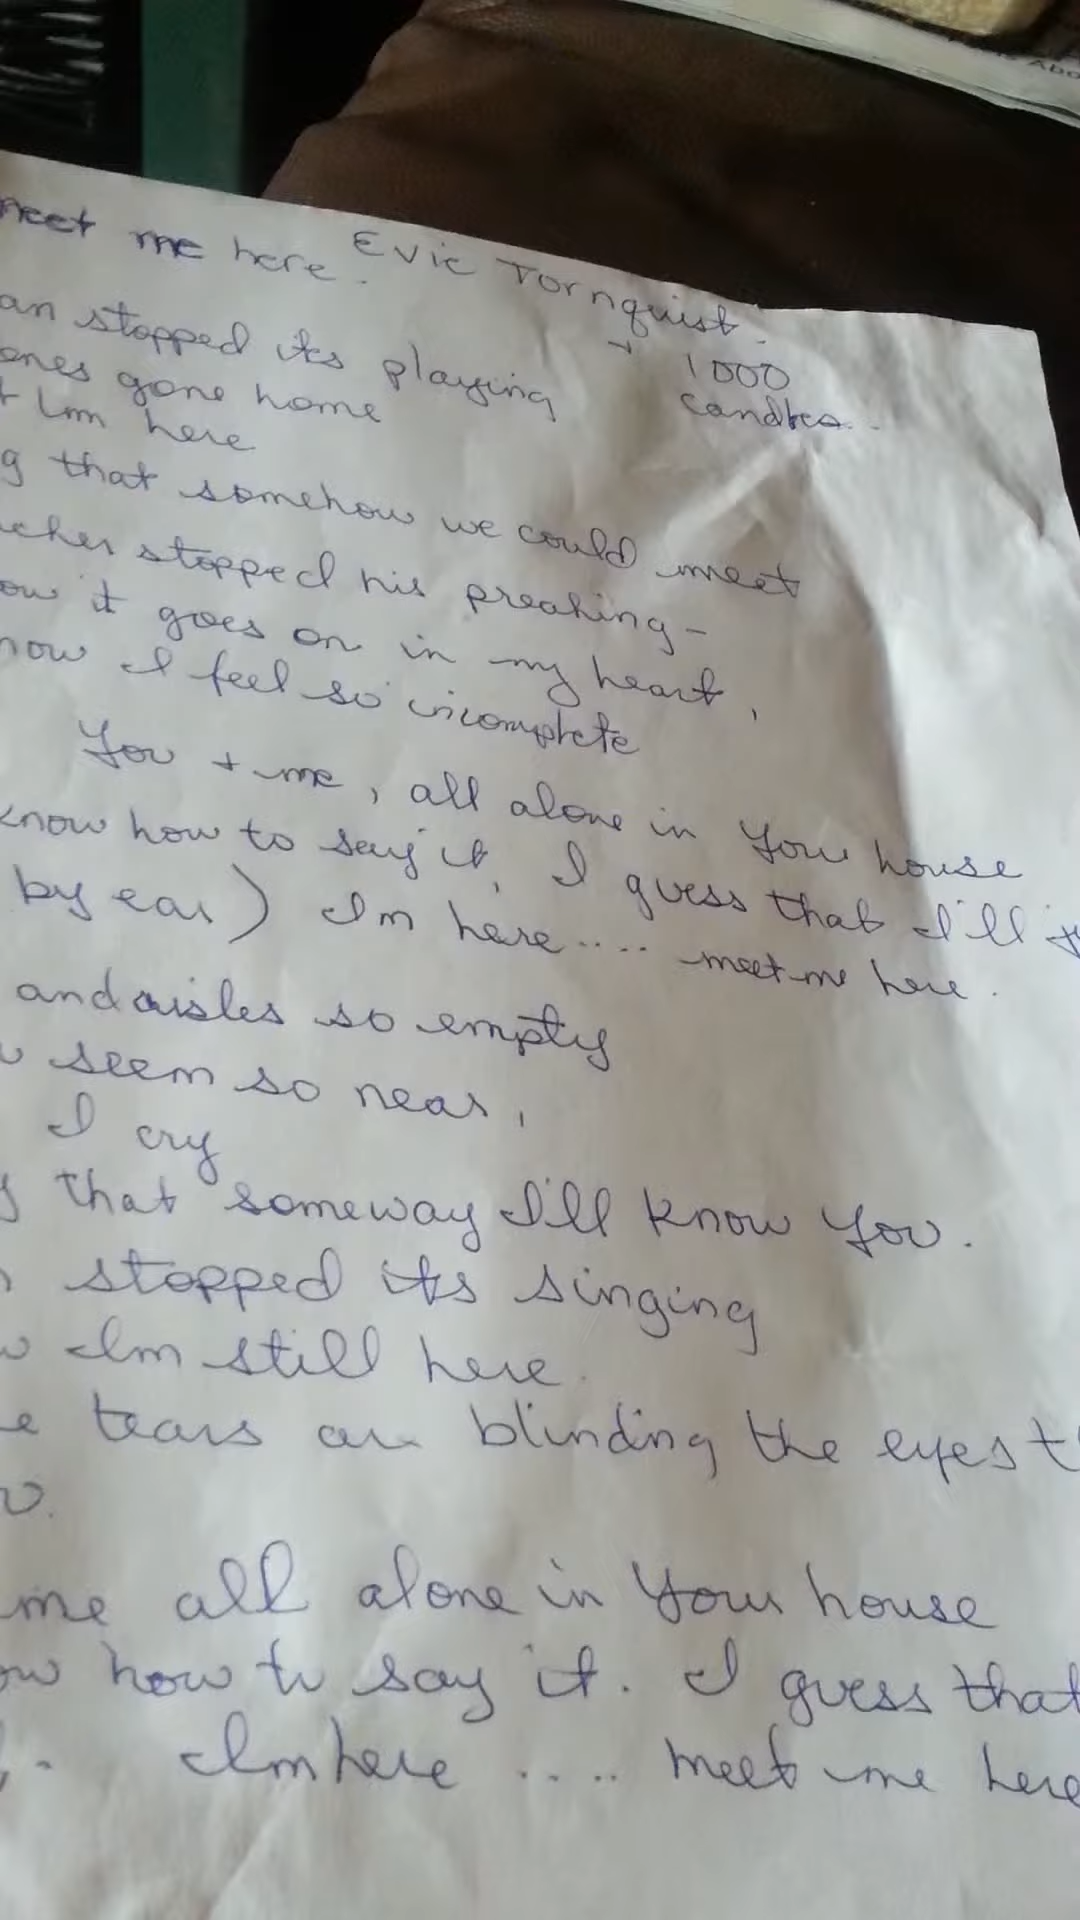 meet me here. Evie Tornquist.
→ 1000
candles..
an stopped its playing
ones gone home
t Im here
g that somehow we could meet
cher stopped his preaking-
ow it goes on in my heart,
now I feel so incomplete
You + me, all alone in Your house
know how to say it, I guess that I'll j
by ear) Im here.... meet me here.
and aisles so empty
u seem so near,
I cry
g that someway I'll know You.
n stopped its singing
w Im still here.
e tears are blinding the eyes t
me all alone in Your house
ow how to say it. I guess that
Im here .... meet me here